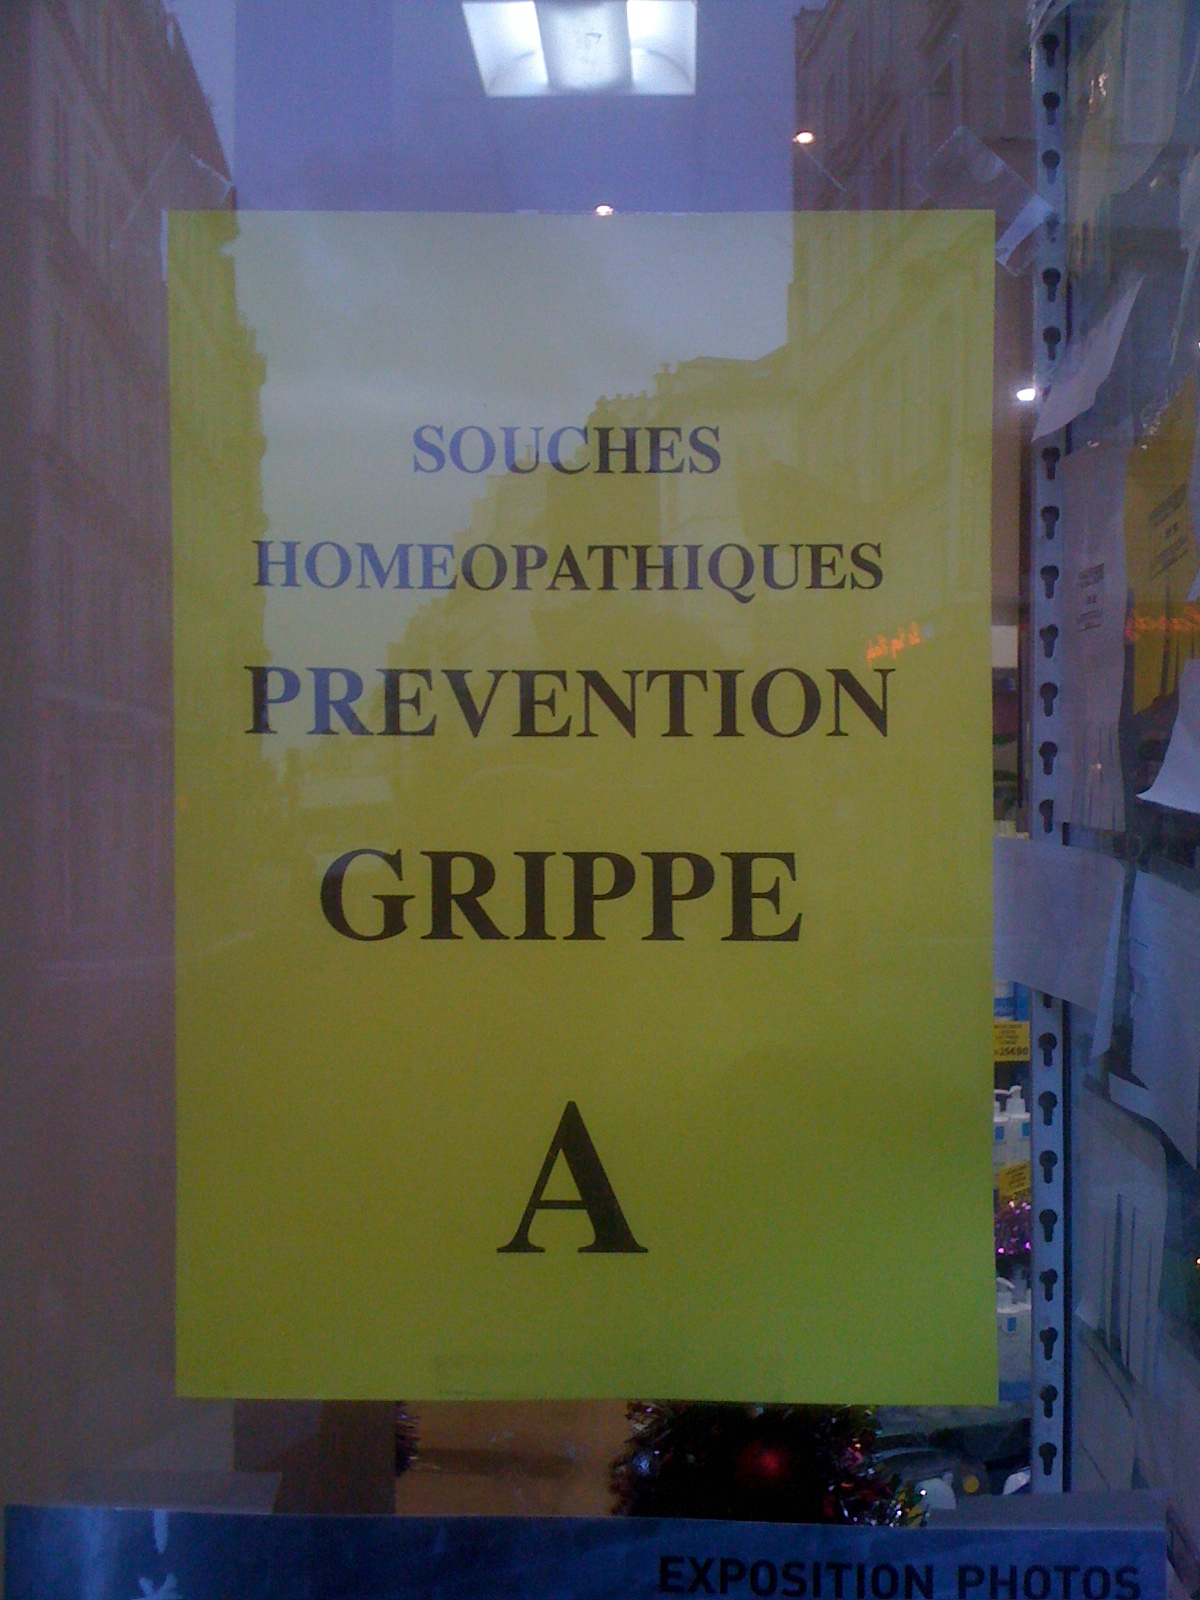 SOUCHES
HOMEOPATHIQUES
PREVENTION
GRIPPE
A
EXPOSITION PHOTOS